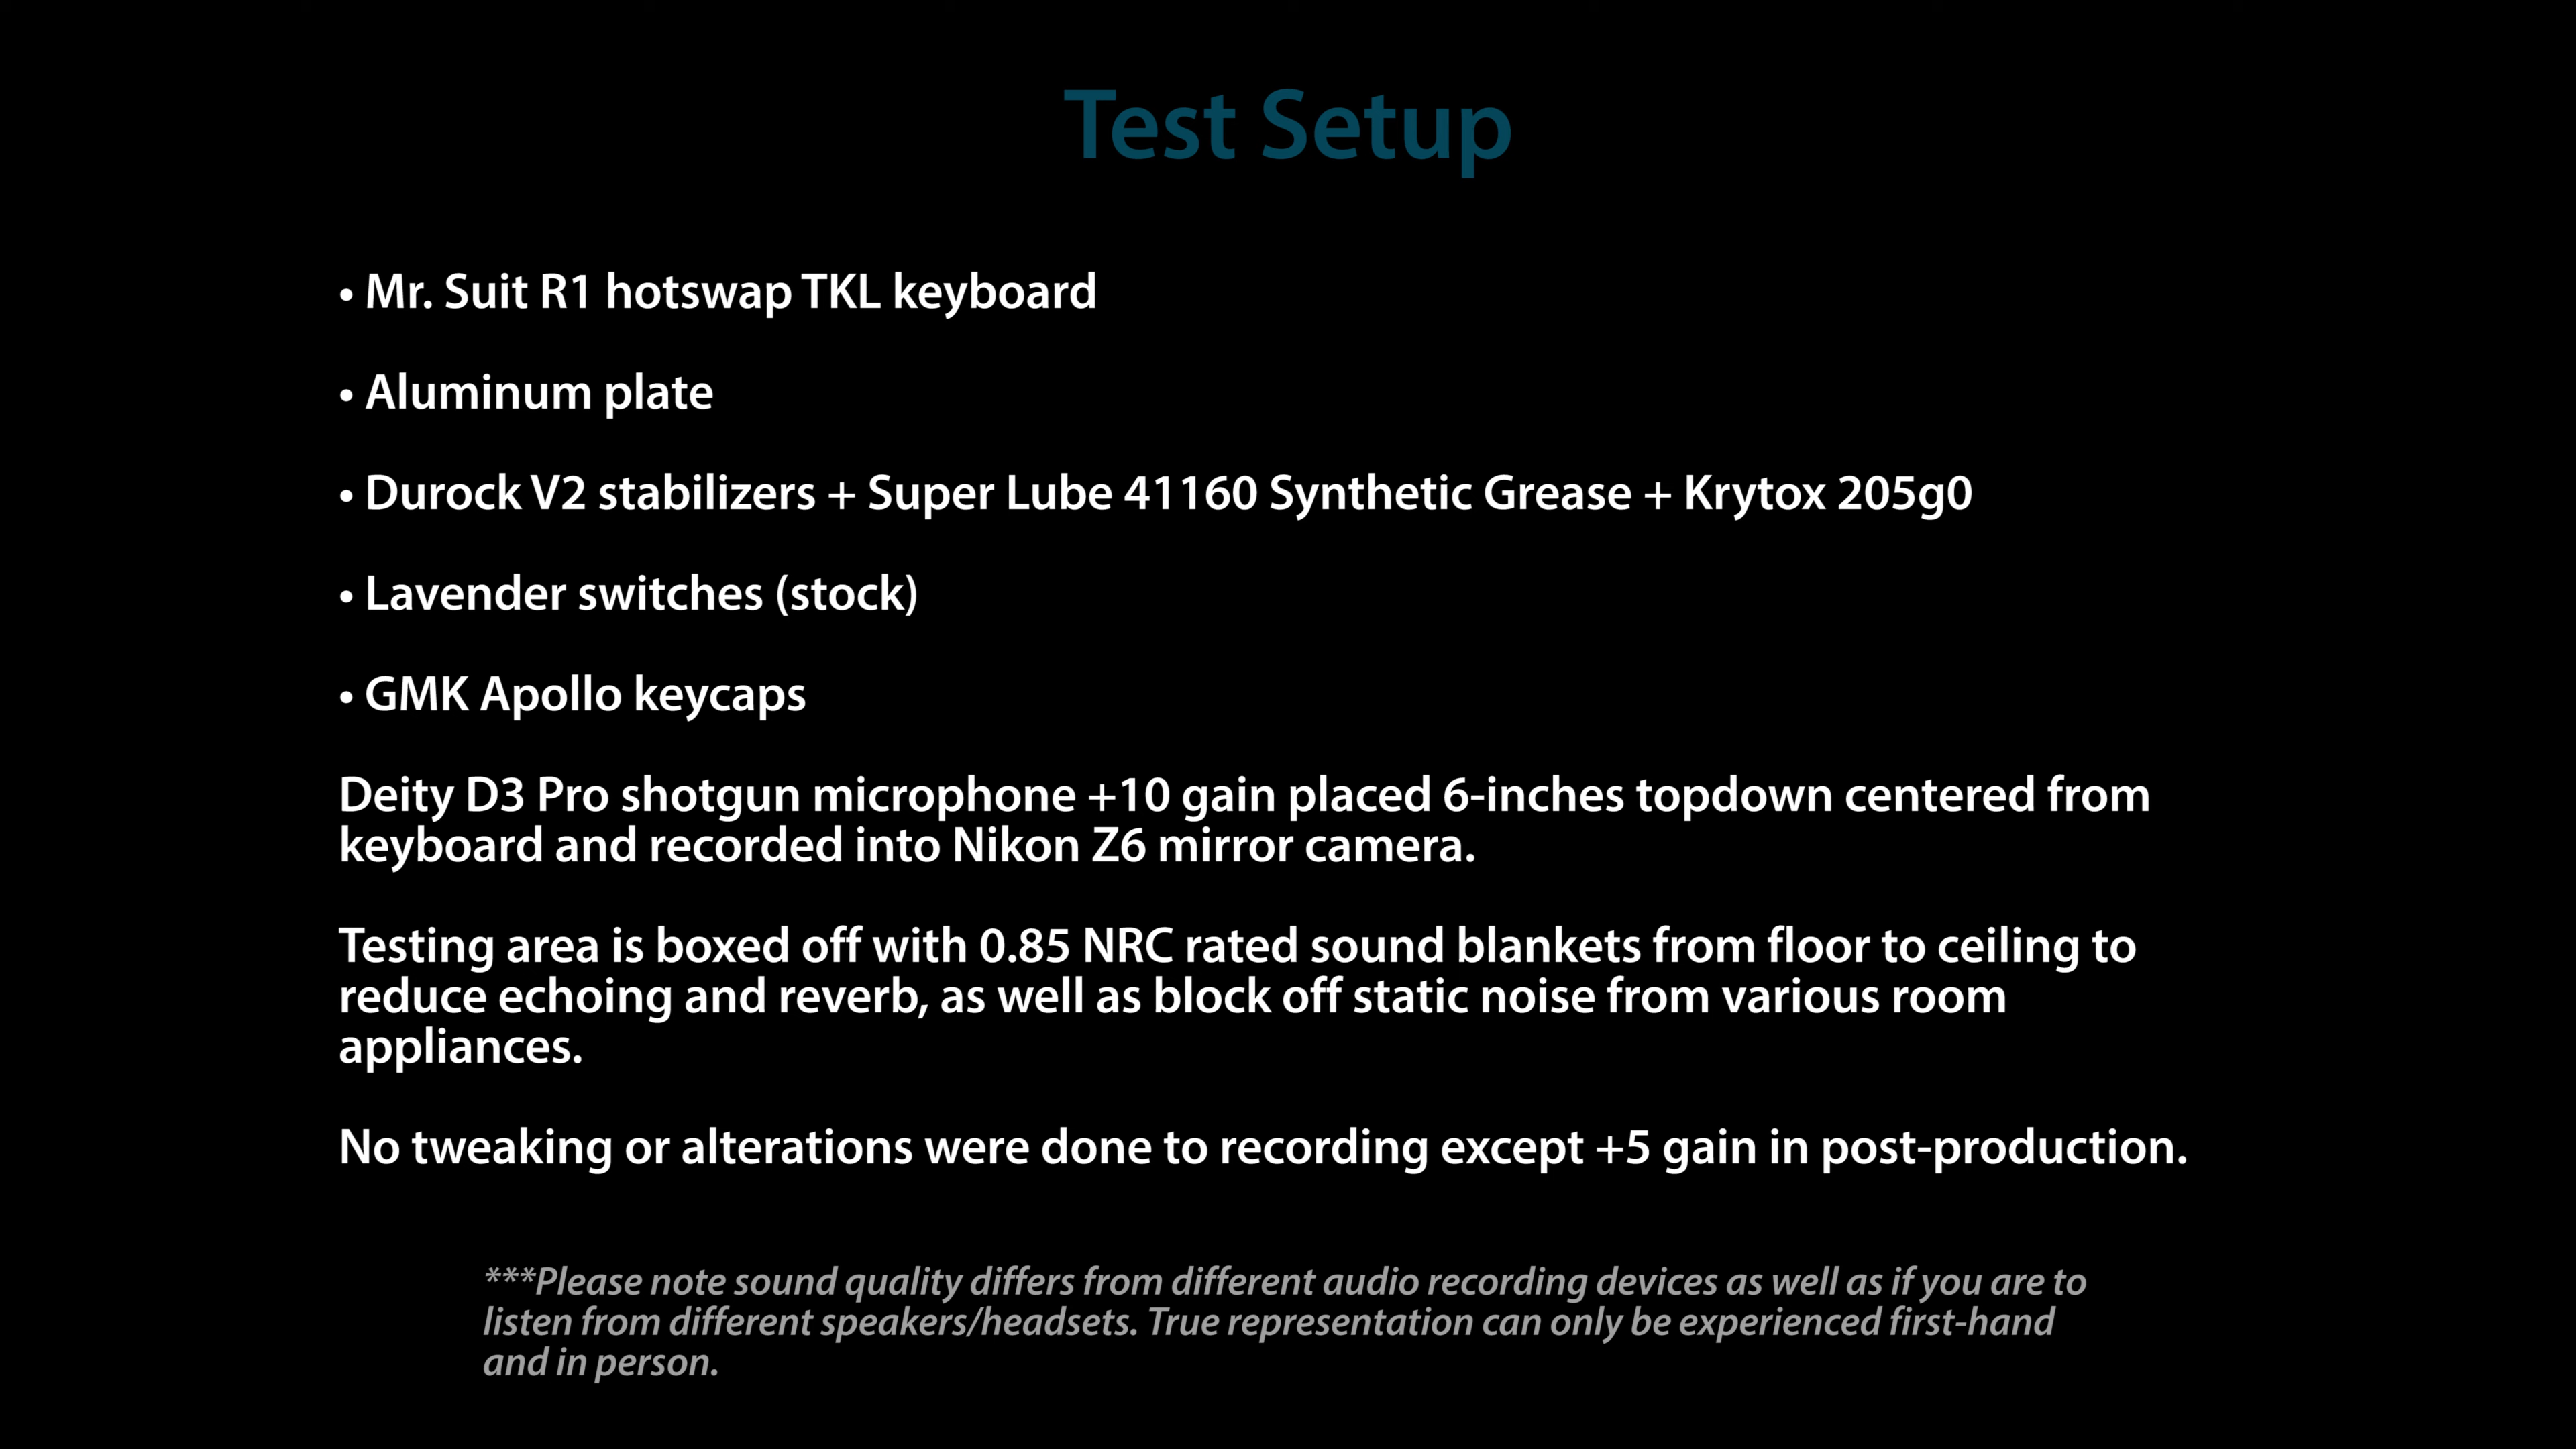 Test Setup
• Mr. Suit R1 hotswap TKL keyboard
• Aluminum plate
• Durock V2 stabilizers + Super Lube 41160 Synthetic Grease + Krytox 205g0
• Lavender switches (stock)
• GMK Apollo keycaps
Deity D3 Pro shotgun microphone +10 gain placed 6-inches topdown centered from
keyboard and recorded into Nikon Z6 mirror camera.
Testing area is boxed off with 0.85 NRC rated sound blankets from floor to ceiling to
reduce echoing and reverb, as well as block off static noise from various room
appliances.
No tweaking or alterations were done to recording except +5 gain in post-production.
***Please note sound quality differs from different audio recording devices as well as if you are to
listen from different speakers/headsets. True representation can only be experienced first-hand
and in person.